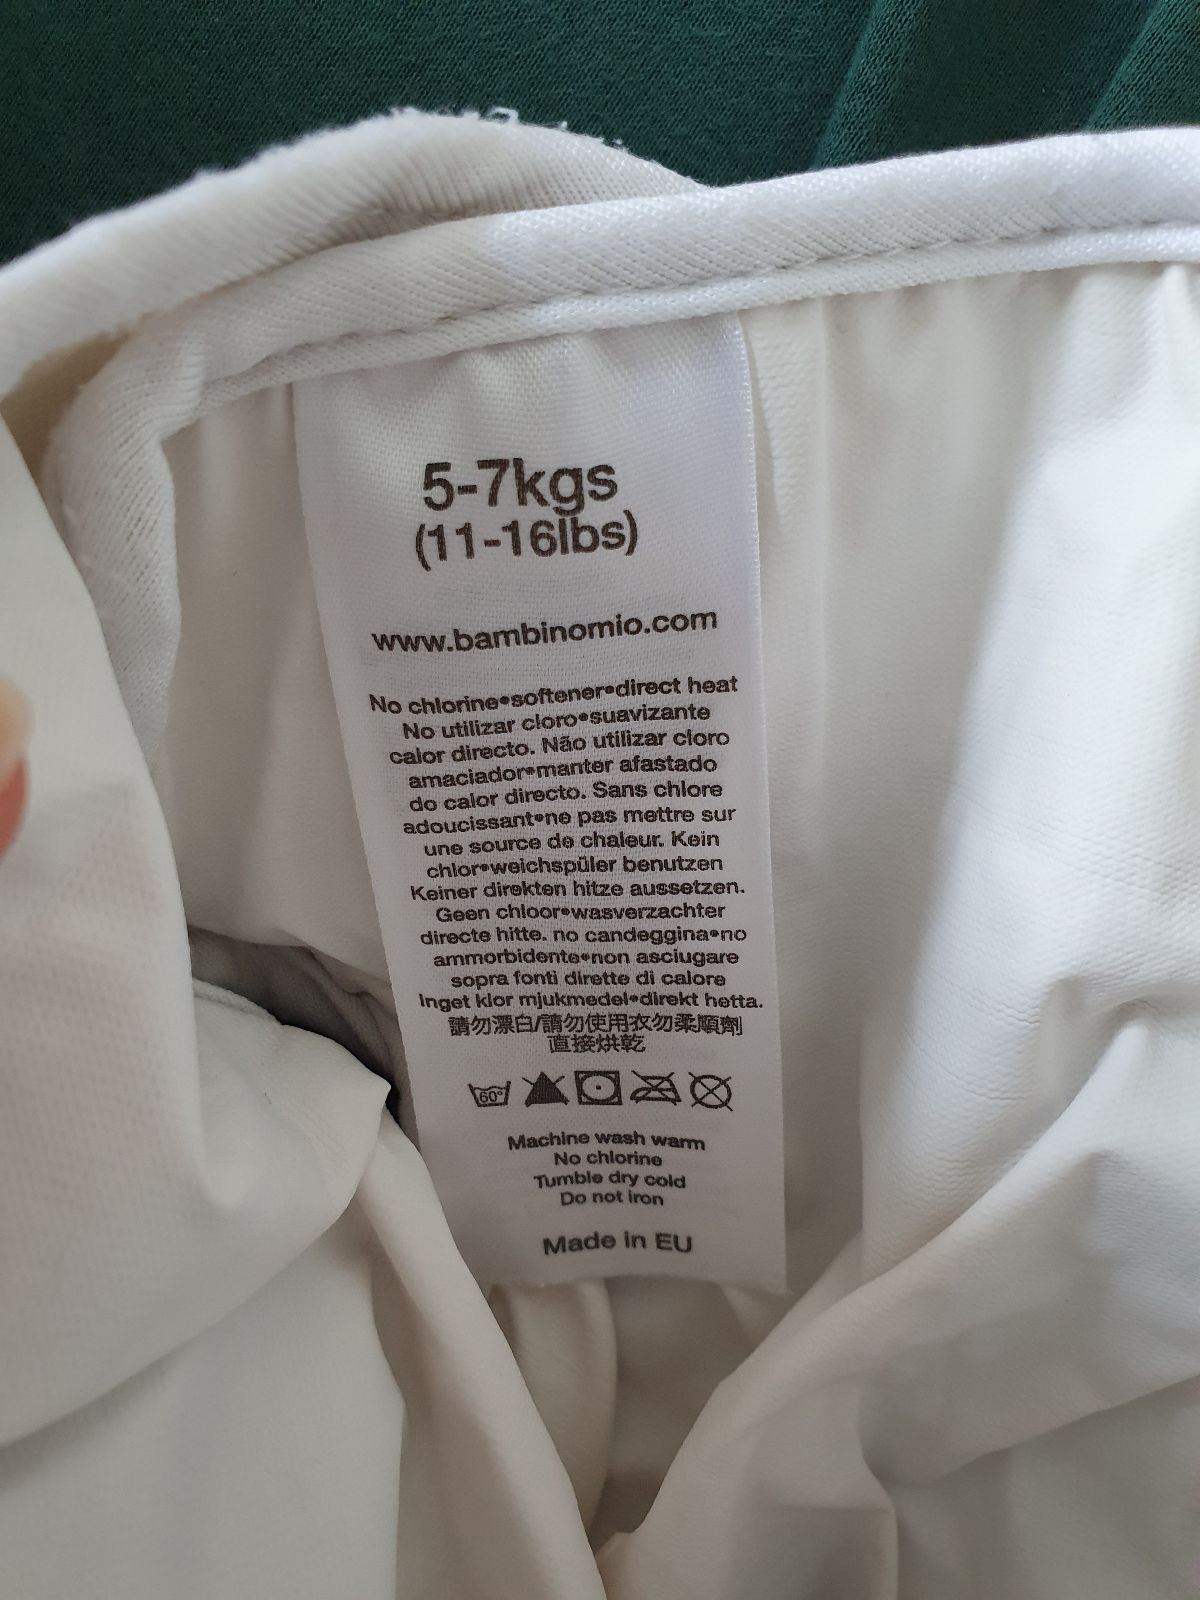 5-7kgs
(11-16lbs)
www.bambinomio.com
No chlorine•softener•direct heat
No utilizar cloro•suavizante
calor directo. Não utilizar cloro
amaciador•manter afastado
do calor directo. Sans chlore
adoucissant•ne pas mettre sur
une source de chaleur. Kein
chlor•weichspüler benutzen
Keiner direkten hitze aussetzen.
Geen chloor•wasverzachter
directe hitte. no candeggina•no
ammorbidente•non asciugare
sopra fonti dirette di calore
Inget klor mjukmedel•direkt hetta.
請勿漂白/請勿使用衣勿柔順劑
直接烘乾
60°
Machine wash warm
No chlorine
Tumble dry cold
Do not iron
Made in EU